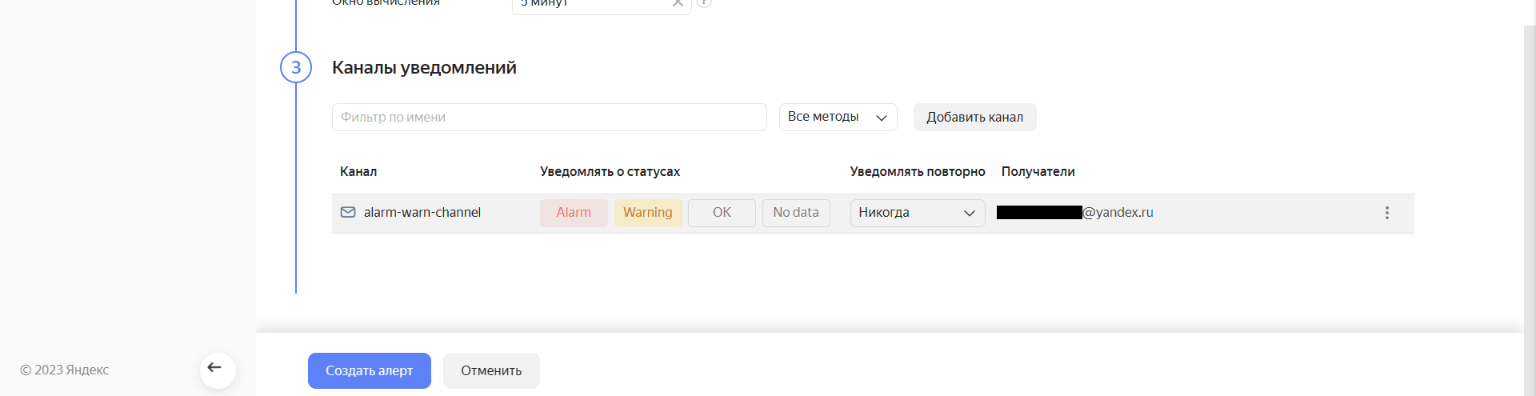 Окно вычисления 5 минут ?
3 Каналы уведомлений
Фильтр по имени Все методы Добавить канал
Канал Уведомлять о статусах Уведомлять повторно Получатели
alarm-warn-channel Alarm Warning OK No data Никогда @yandex.ru
© 2023 Яндекс Создать алерт Отменить